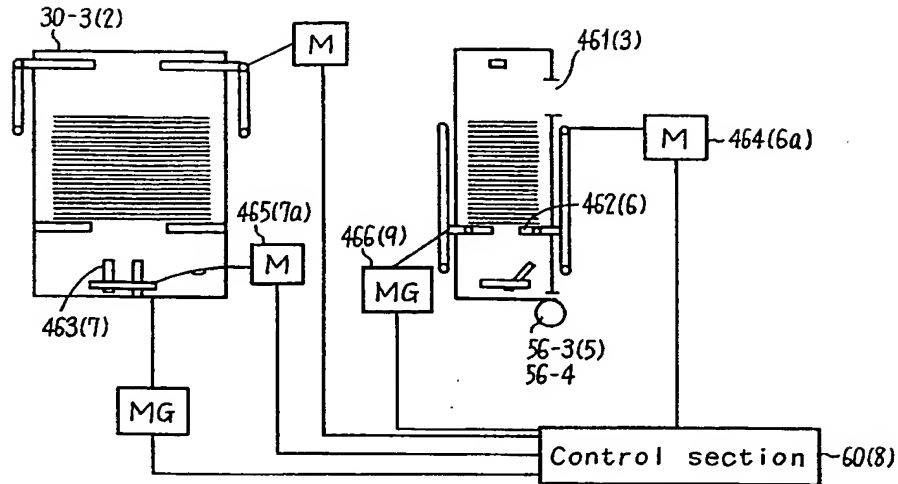 30-3(2)
M
461(3)
M
464(6a)
465(7a)
462(6)
466(9)
M
MG
463(7)
56-3(5)
56-4
MG
Control section
60(8)